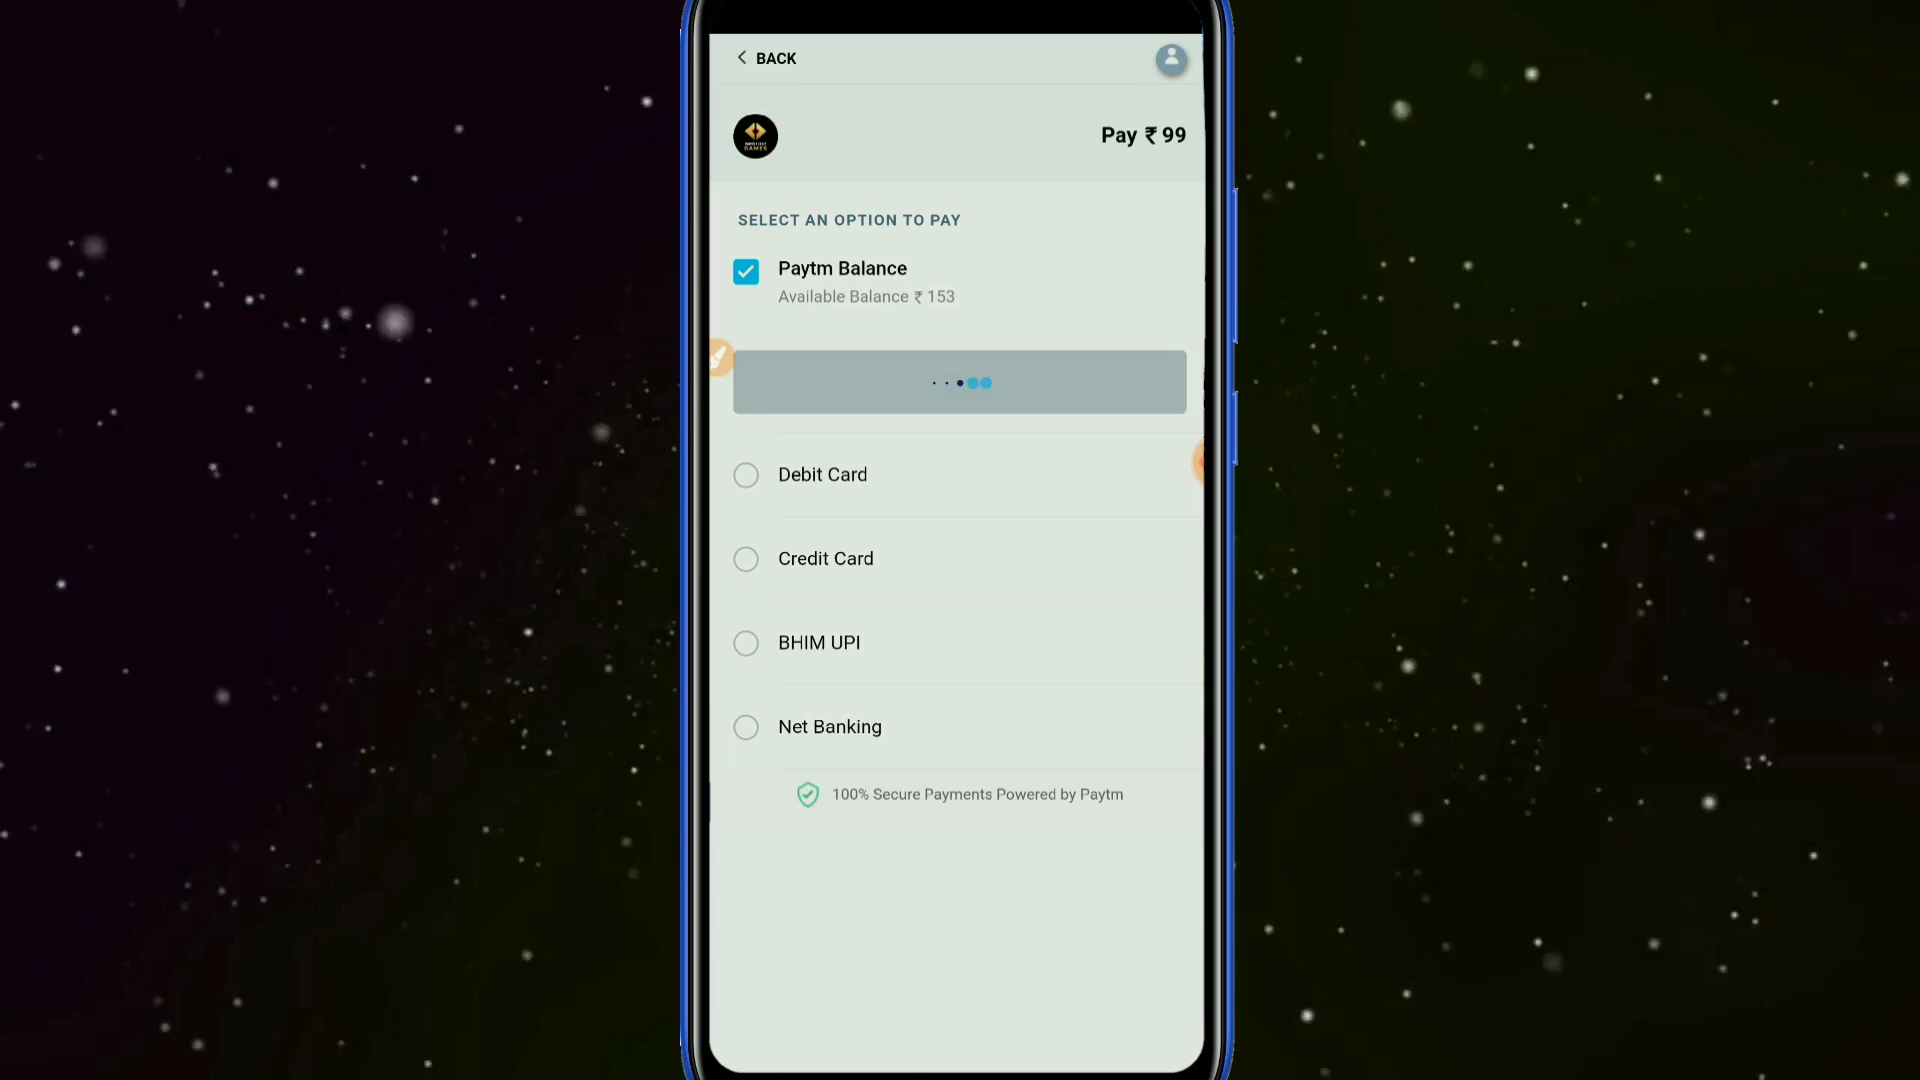 BACK
GAMES
Pay ₹ 99
SELECT AN OPTION TO PAY
Paytm Balance
Available Balance ₹ 153
Debit Card
Credit Card
BHIM UPI
Net Banking
100% Secure Payments Powered by Paytm